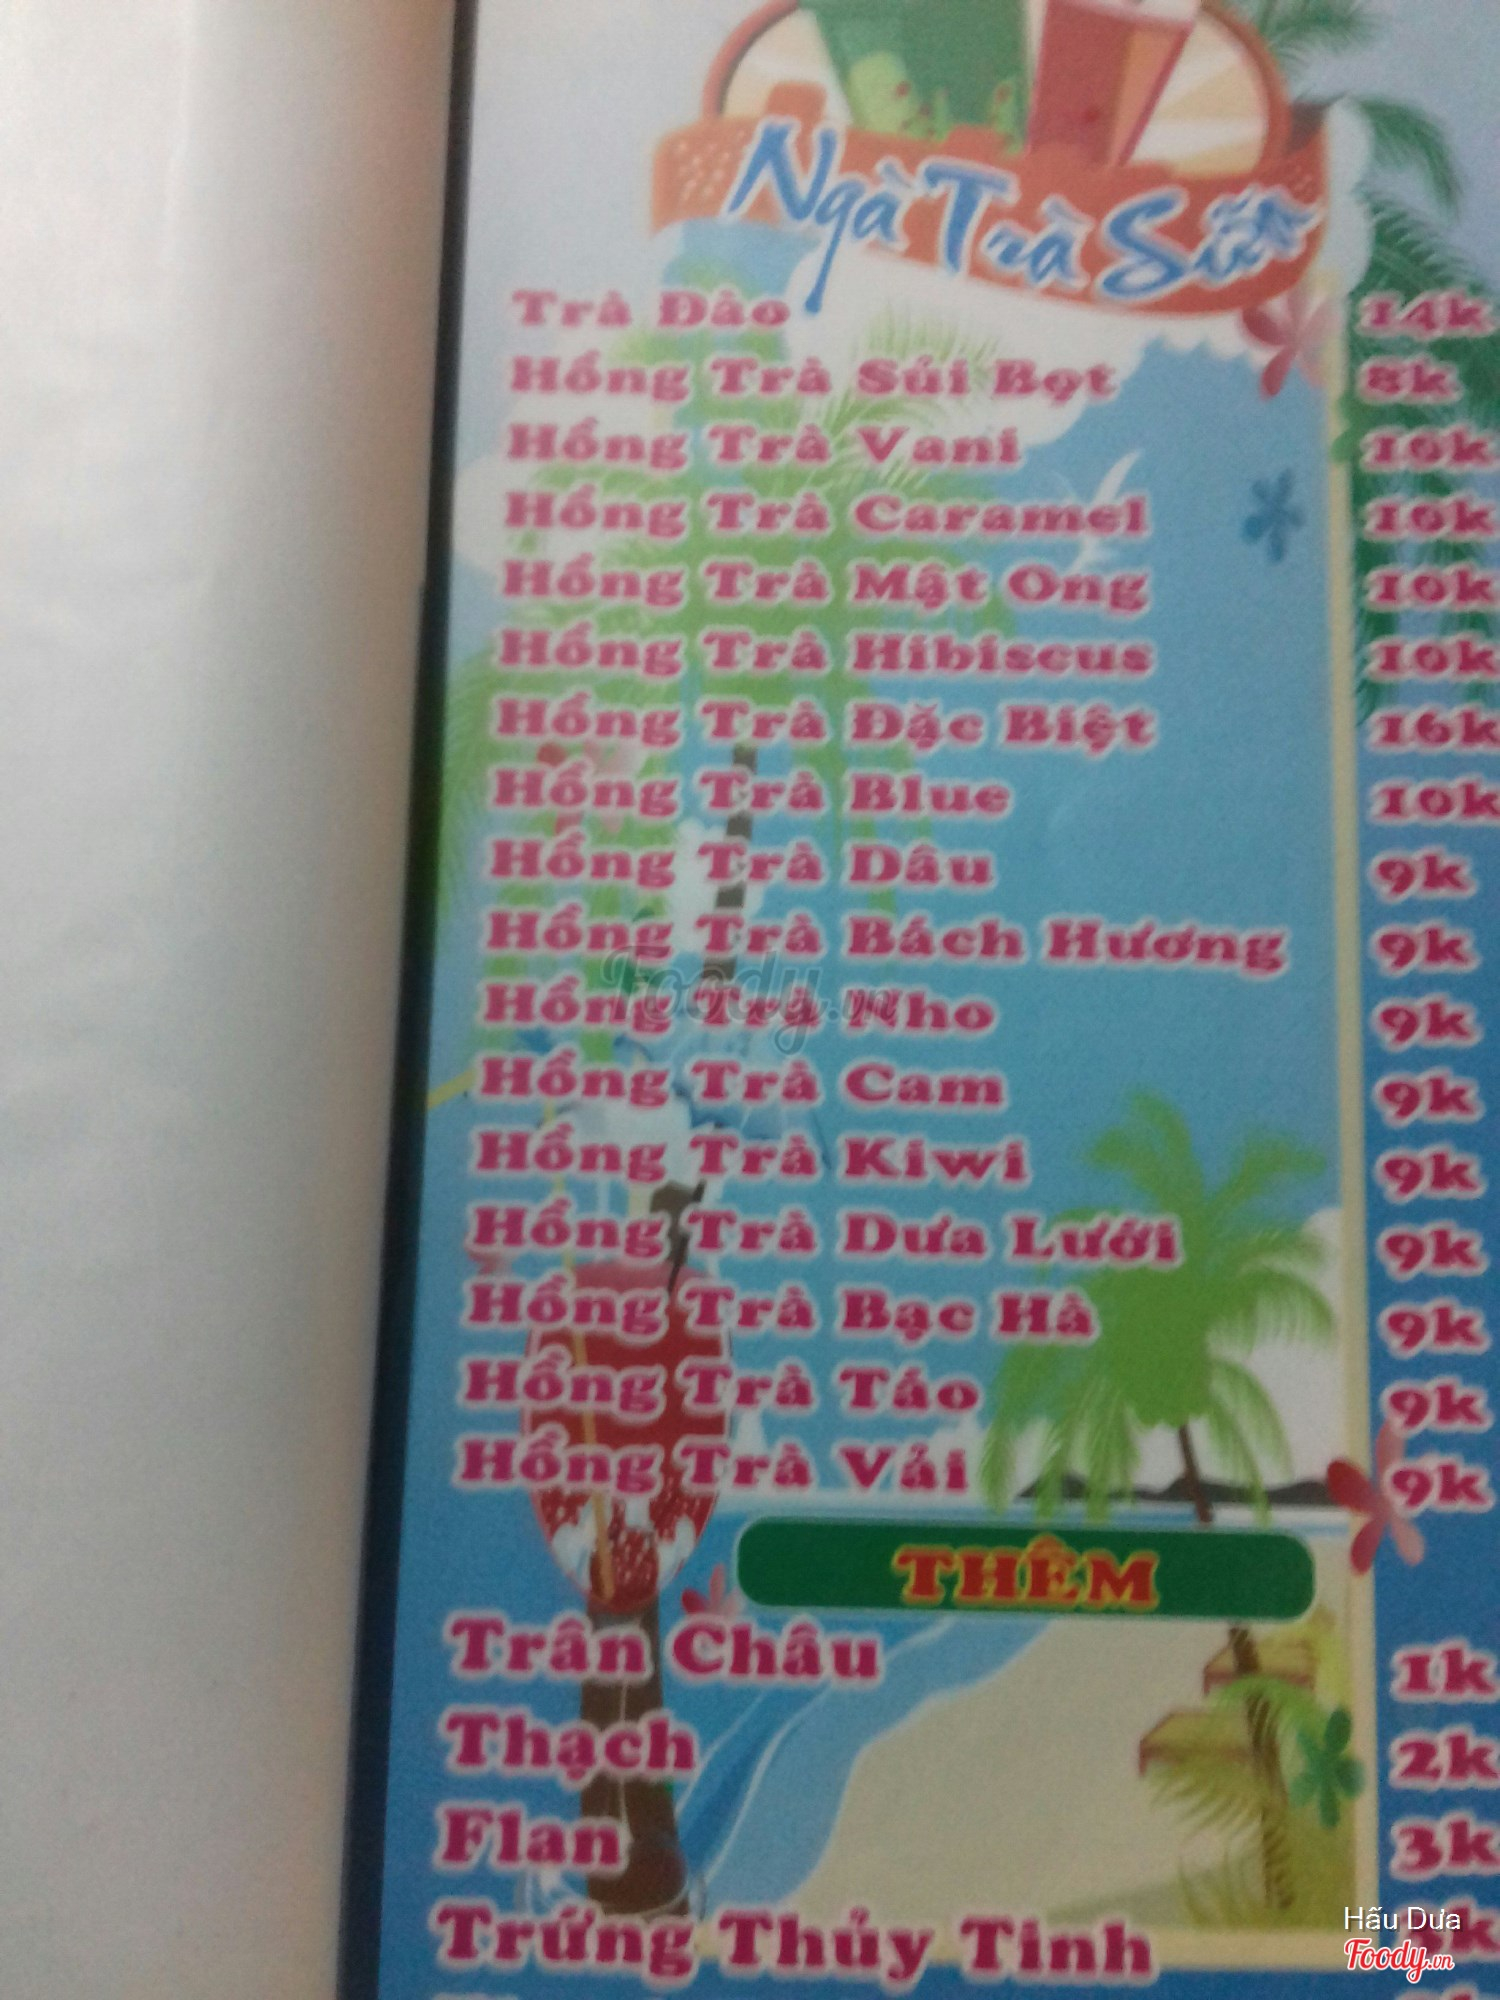 Ngà Trà Sữa
Trà Đào 14k
Hồng Trà Sủi Bọt 8k
Hồng Trà Vani 10k
Hồng Trà Caramel 10k
Hồng Trà Mật Ong 10k
Hồng Trà Hibiscus 10k
Hồng Trà Đặc Biệt 16k
Hồng Trà Blue 10k
Hồng Trà Dâu 9k
Hồng Trà Bách Hương 9k
Hồng Trà Nho 9k
Hồng Trà Cam 9k
Hồng Trà Kiwi 9k
Hồng Trà Dưa Lưới 9k
Hồng Trà Bạc Hà 9k
Hồng Trà Táo 9k
Hồng Trà Vải 9k
THÊM
Trân Châu 1k
Thạch 2k
Flan 3k
Trứng Thủy Tinh
Foody.vn
Hấu Dưa
Foody.vn